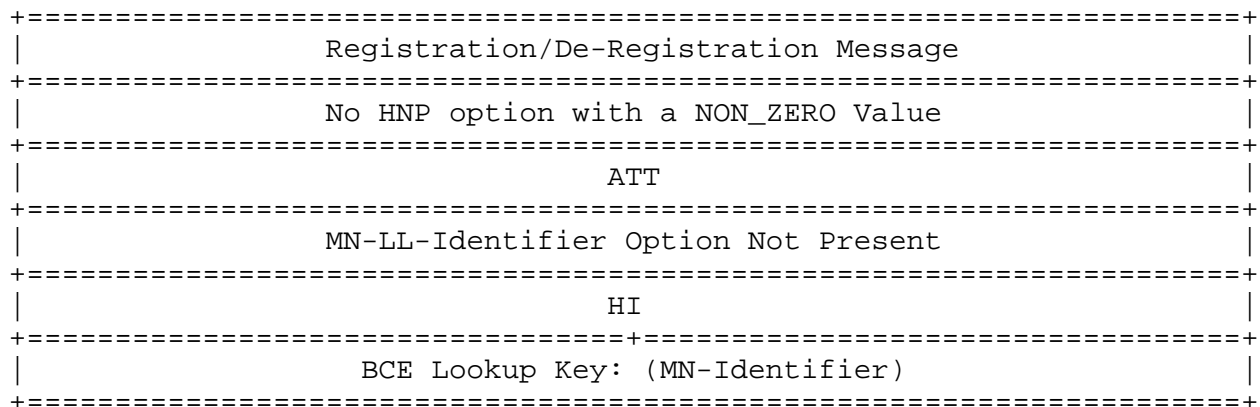 +=====================================================================+
|                 Registration/De-Registration Message                |
+=====================================================================+
|                 No HNP option with a NON_ZERO Value                 |
+=====================================================================+
|                                 ATT                                 |
+=====================================================================+
|                 MN-LL-Identifier Option Not Present                 |
+=====================================================================+
|                                 HI                                  |
+==================================+==================================+
|                   BCE Lookup Key: (MN-Identifier)                   |
+=====================================================================+